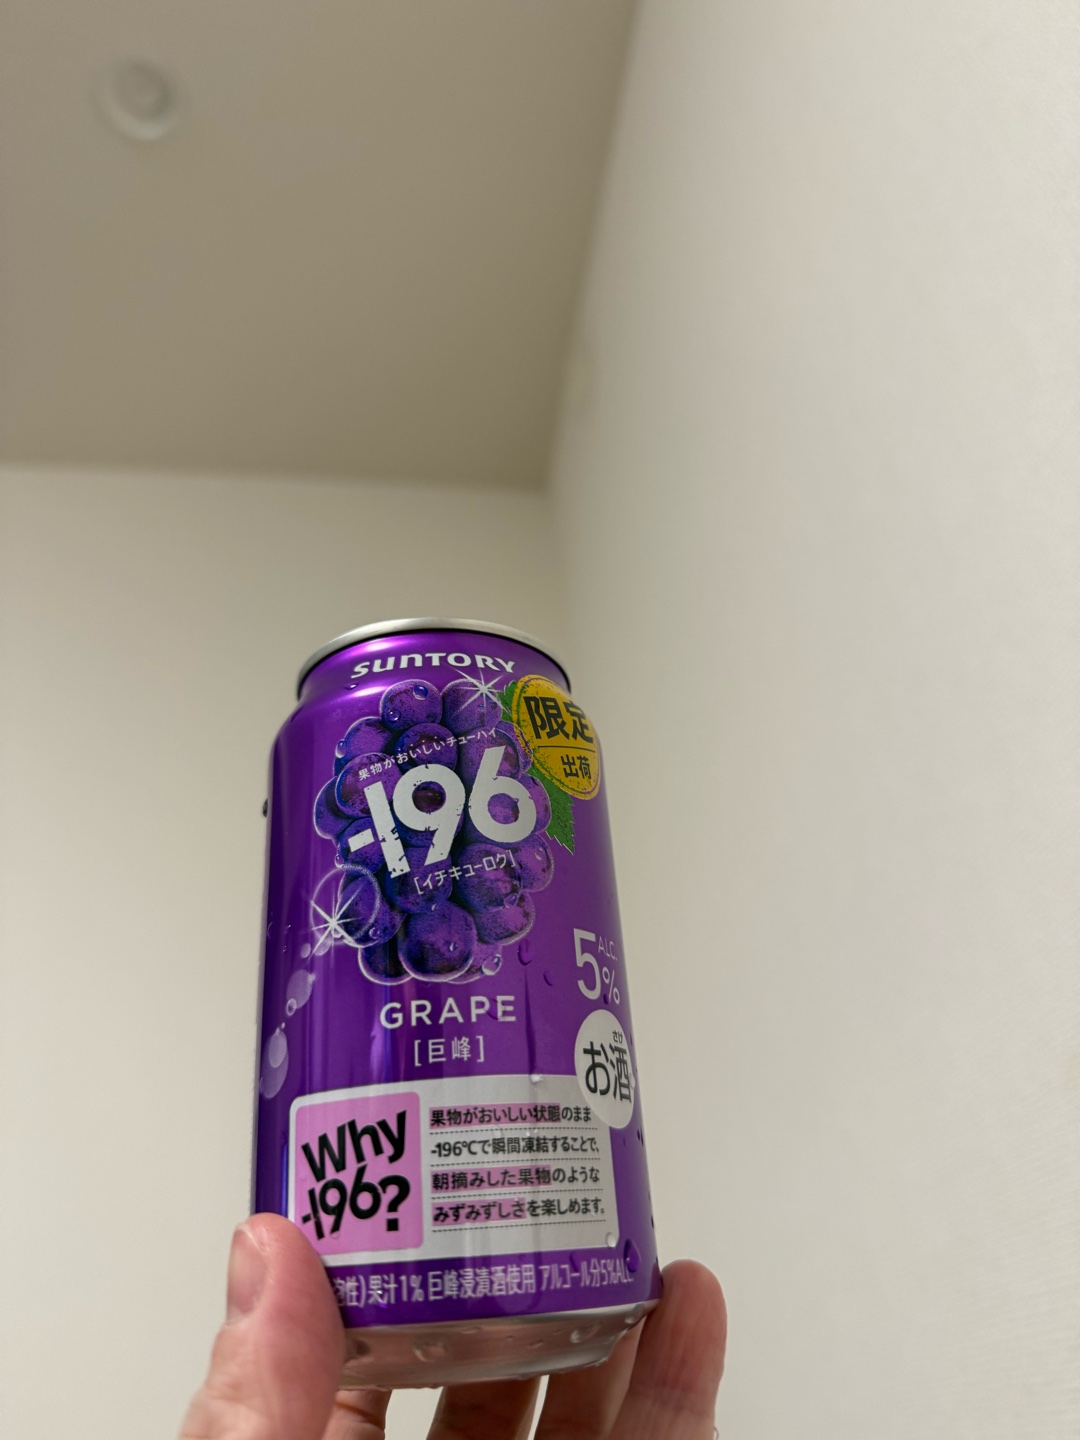 SUNTORY
限定
出荷
果物がおいしいチューハイ
-196
[イチキューロク]
ALC.
5%
GRAPE
[巨峰]
さけ
お酒
Why
-196?
果物がおいしい状態のまま
-196℃で瞬間凍結することで、
朝摘みした果物のような
みずみずしさを楽しめます。
性)果汁1% 巨峰浸漬酒使用 アルコール分5%